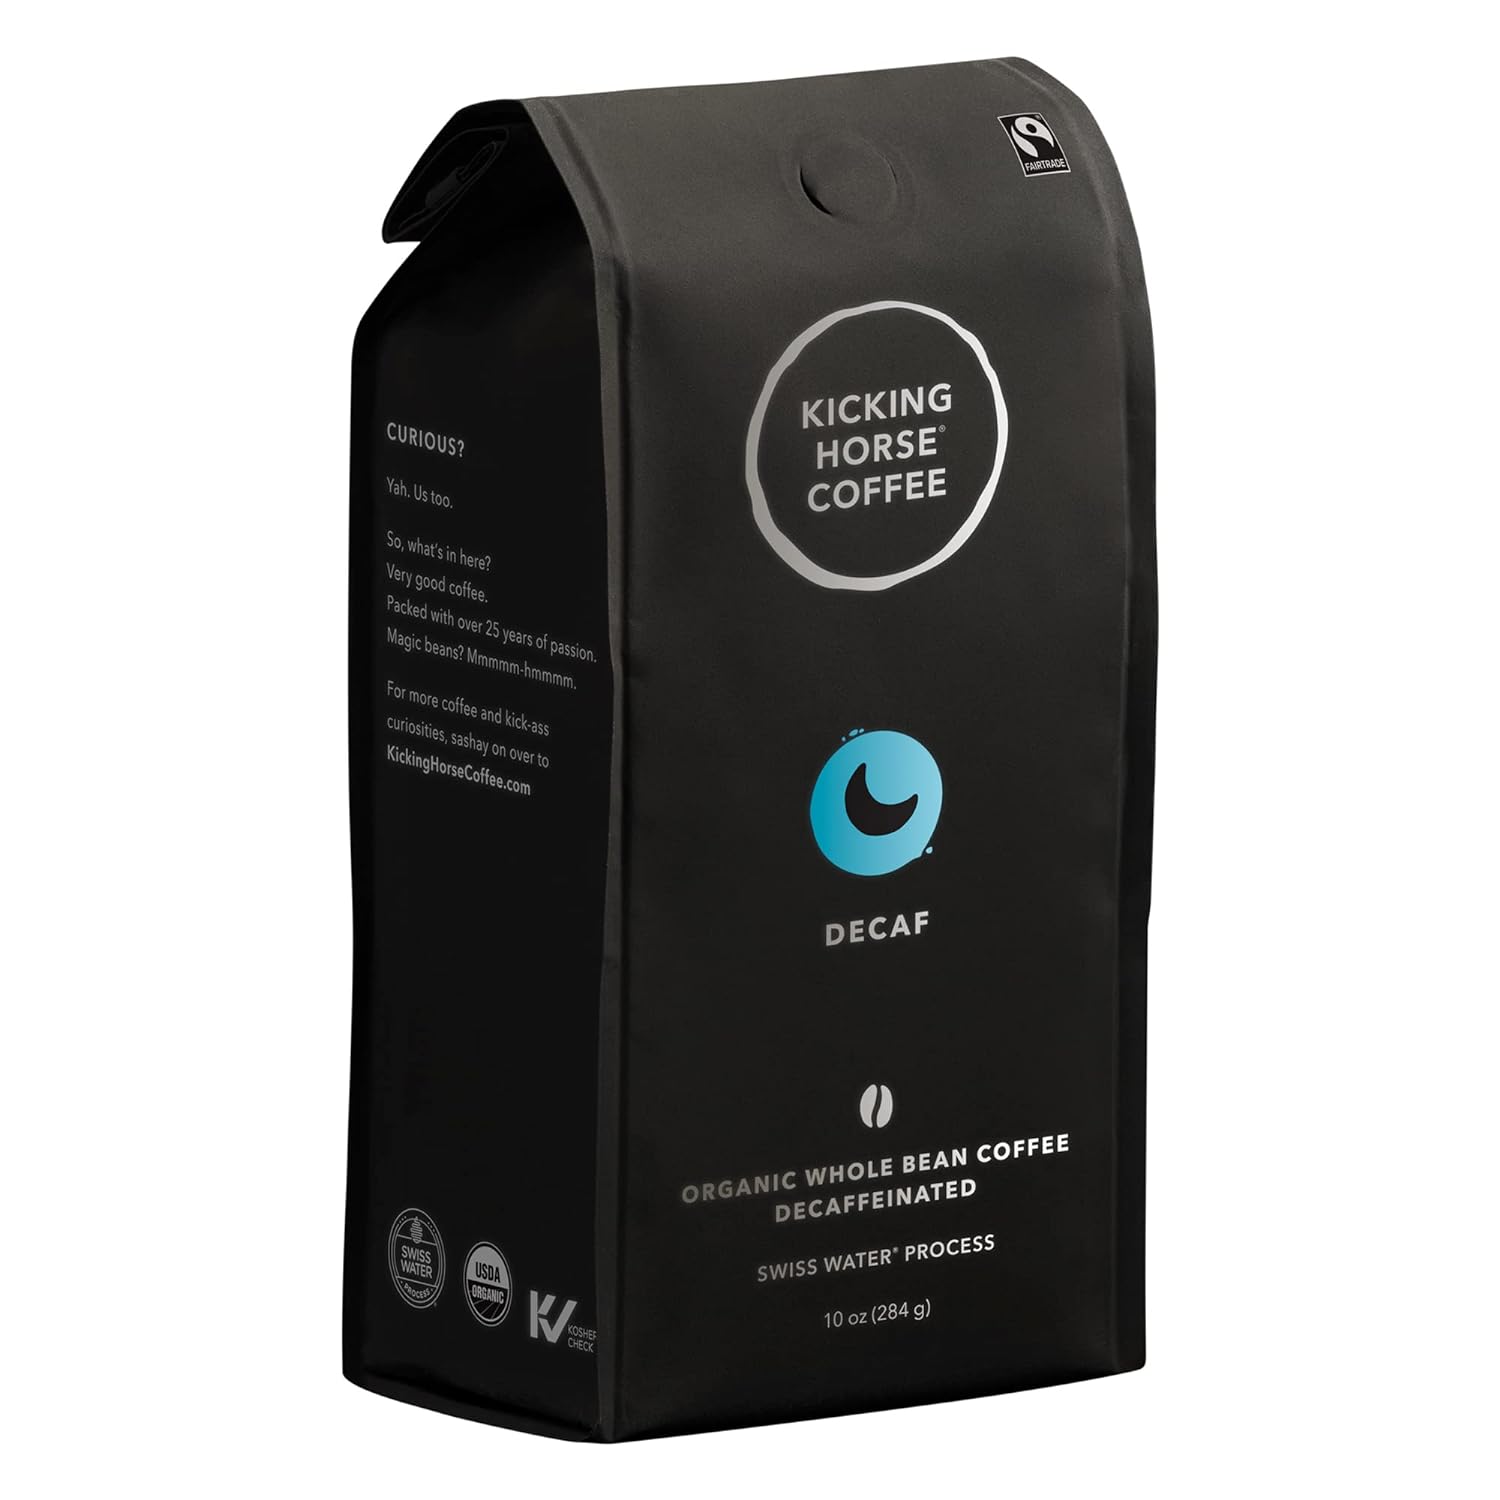 FAIRTRADE
KICKING
HORSE®
COFFEE
DECAF
ORGANIC WHOLE BEAN COFFEE
DECAFFEINATED
SWISS WATER® PROCESS
10 oz (284 g)
CURIOUS?
Yah. Us too.
So, what's in here?
Very good coffee.
Packed with over 25 years of passion.
Magic beans? Mmmmm-hmmmm.
For more coffee and kick-ass
curiosities, sashay on over to
KickingHorseCoffee.com
SWISS
WATER
PROCESS
USDA
ORGANIC
KV
KOSHER
CHECK